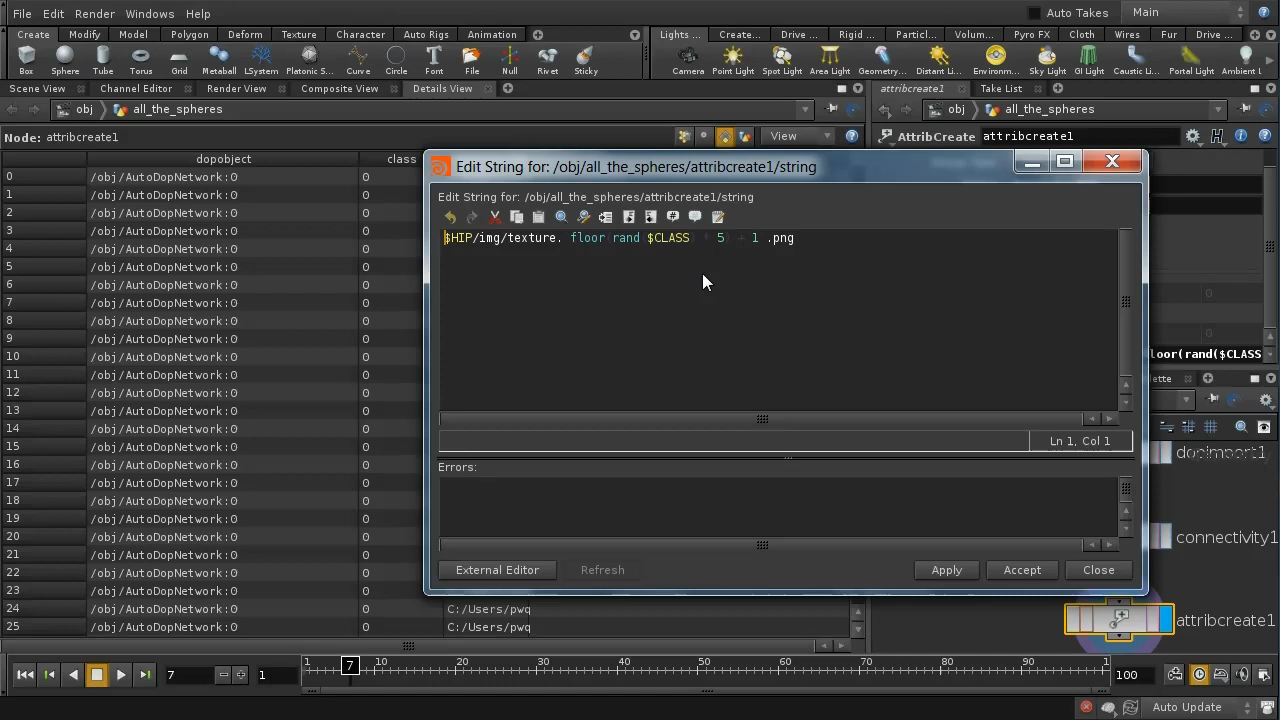 File Edit Render Windows Help Auto Takes Main
Create Modify Model Polygon Deform Texture Character Auto Rigs Animation Lights ... Create... Drive ... Rigid ... Particl... Volum... Pyro FX Cloth Wires Fur Drive ...
Box Sphere Tube Torus Grid Metaball LSystem Platonic S... Curve Circle Font File Null Rivet Sticky Camera Point Light Spot Light Area Light Geometry... Distant Li... Environm... Sky Light GI Light Caustic Li... Portal Light Ambient L
Scene View Channel Editor Render View Composite View Details View attribcreate1 Take List
obj all_the_spheres obj all_the_spheres
Node: attribcreate1 View AttribCreate attribcreate1
dopobject class
0 /obj/AutoDopNetwork:0 0
1 /obj/AutoDopNetwork:0 0
2 /obj/AutoDopNetwork:0 0
3 /obj/AutoDopNetwork:0 0
4 /obj/AutoDopNetwork:0 0
5 /obj/AutoDopNetwork:0 0
6 /obj/AutoDopNetwork:0 0
7 /obj/AutoDopNetwork:0 0
8 /obj/AutoDopNetwork:0 0
9 /obj/AutoDopNetwork:0 0
10 /obj/AutoDopNetwork:0 0
11 /obj/AutoDopNetwork:0 0
12 /obj/AutoDopNetwork:0 0
13 /obj/AutoDopNetwork:0 0
14 /obj/AutoDopNetwork:0 0
15 /obj/AutoDopNetwork:0 0
16 /obj/AutoDopNetwork:0 0
17 /obj/AutoDopNetwork:0 0
18 /obj/AutoDopNetwork:0 0
19 /obj/AutoDopNetwork:0 0
20 /obj/AutoDopNetwork:0 0
21 /obj/AutoDopNetwork:0 0
22 /obj/AutoDopNetwork:0 0
23 /obj/AutoDopNetwork:0 0
24 /obj/AutoDopNetwork:0 0 C:/Users/pwq
25 /obj/AutoDopNetwork:0 0 C:/Users/pwq
Edit String for: /obj/all_the_spheres/attribcreate1/string
Edit String for: /obj/all_the_spheres/attribcreate1/string
$HIP/img/texture. floor rand $CLASS * 5 + 1 .png
Ln 1, Col 1
Errors:
External Editor Refresh Apply Accept Close
0
0
loor(rand($CLASS
lette
dopimport1
connectivity1
attribcreate1
7 1 1 7 10 20 30 40 50 60 70 80 90 1 100
Auto Update